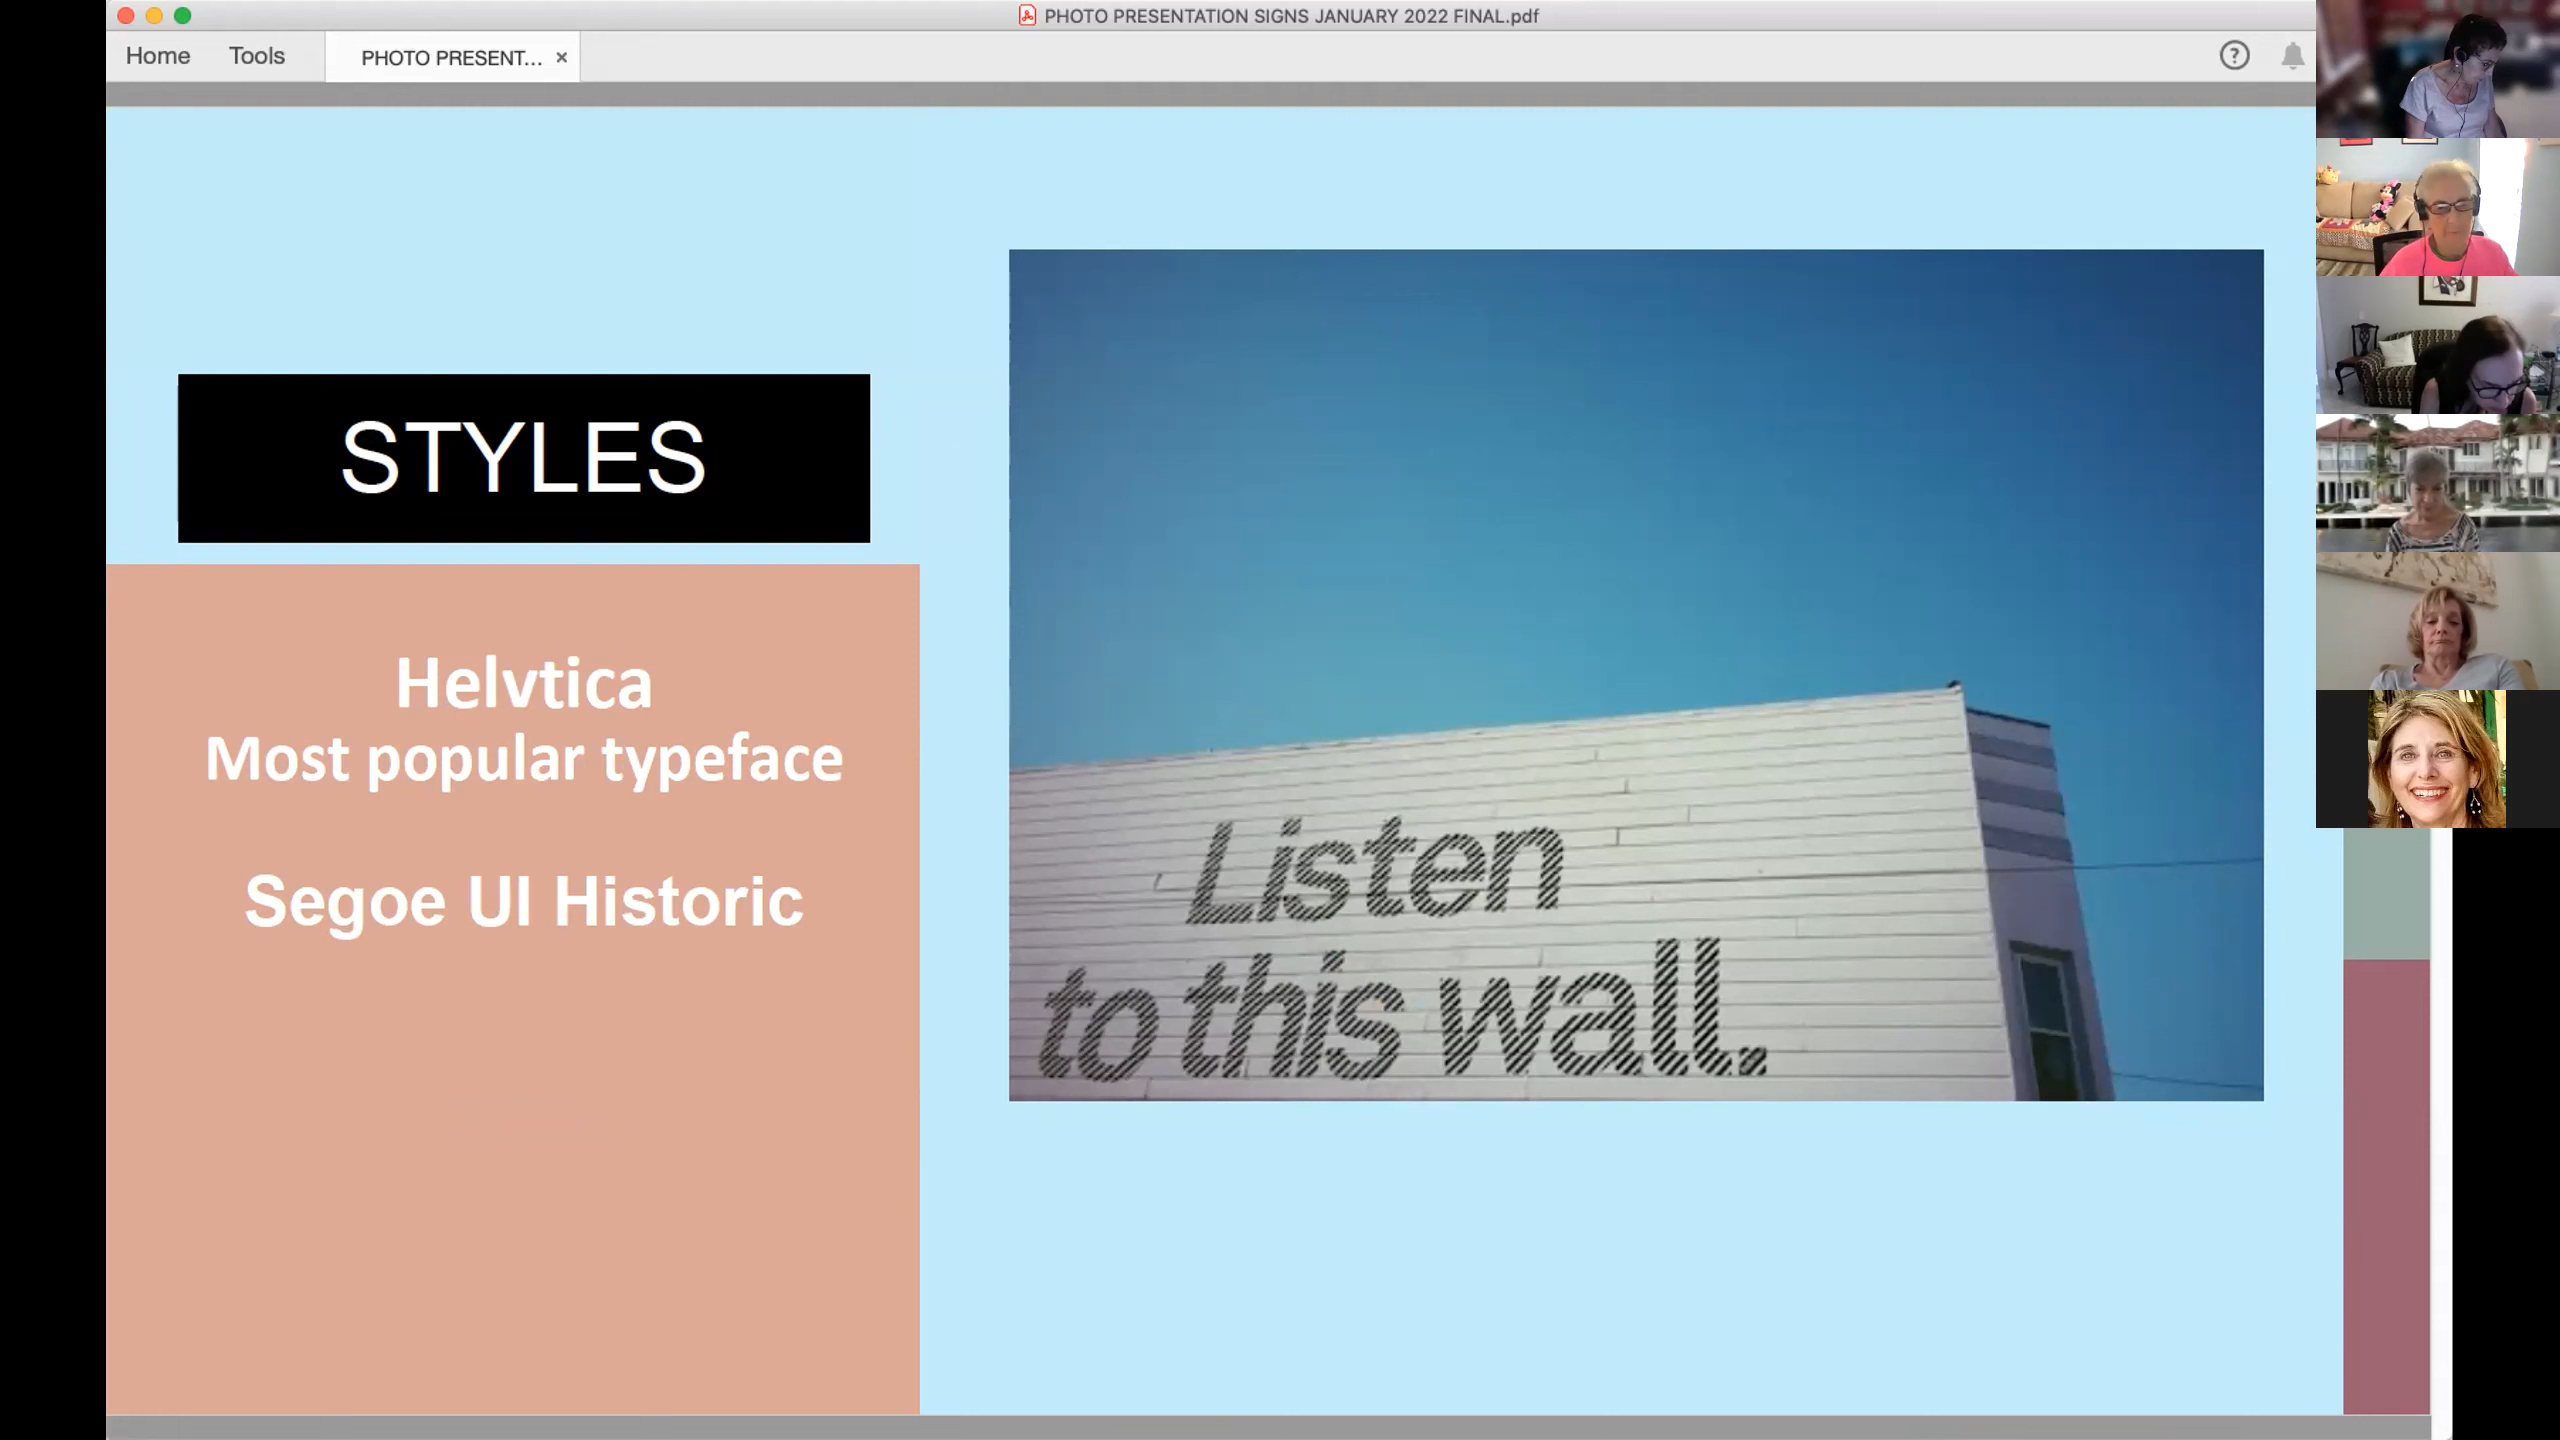 PHOTO PRESENTATION SIGNS JANUARY 2022 FINAL.pdf
Home Tools PHOTO PRESENT... ×
?
STYLES
Helvtica
Most popular typeface
Segoe UI Historic
Listen
to this wall.